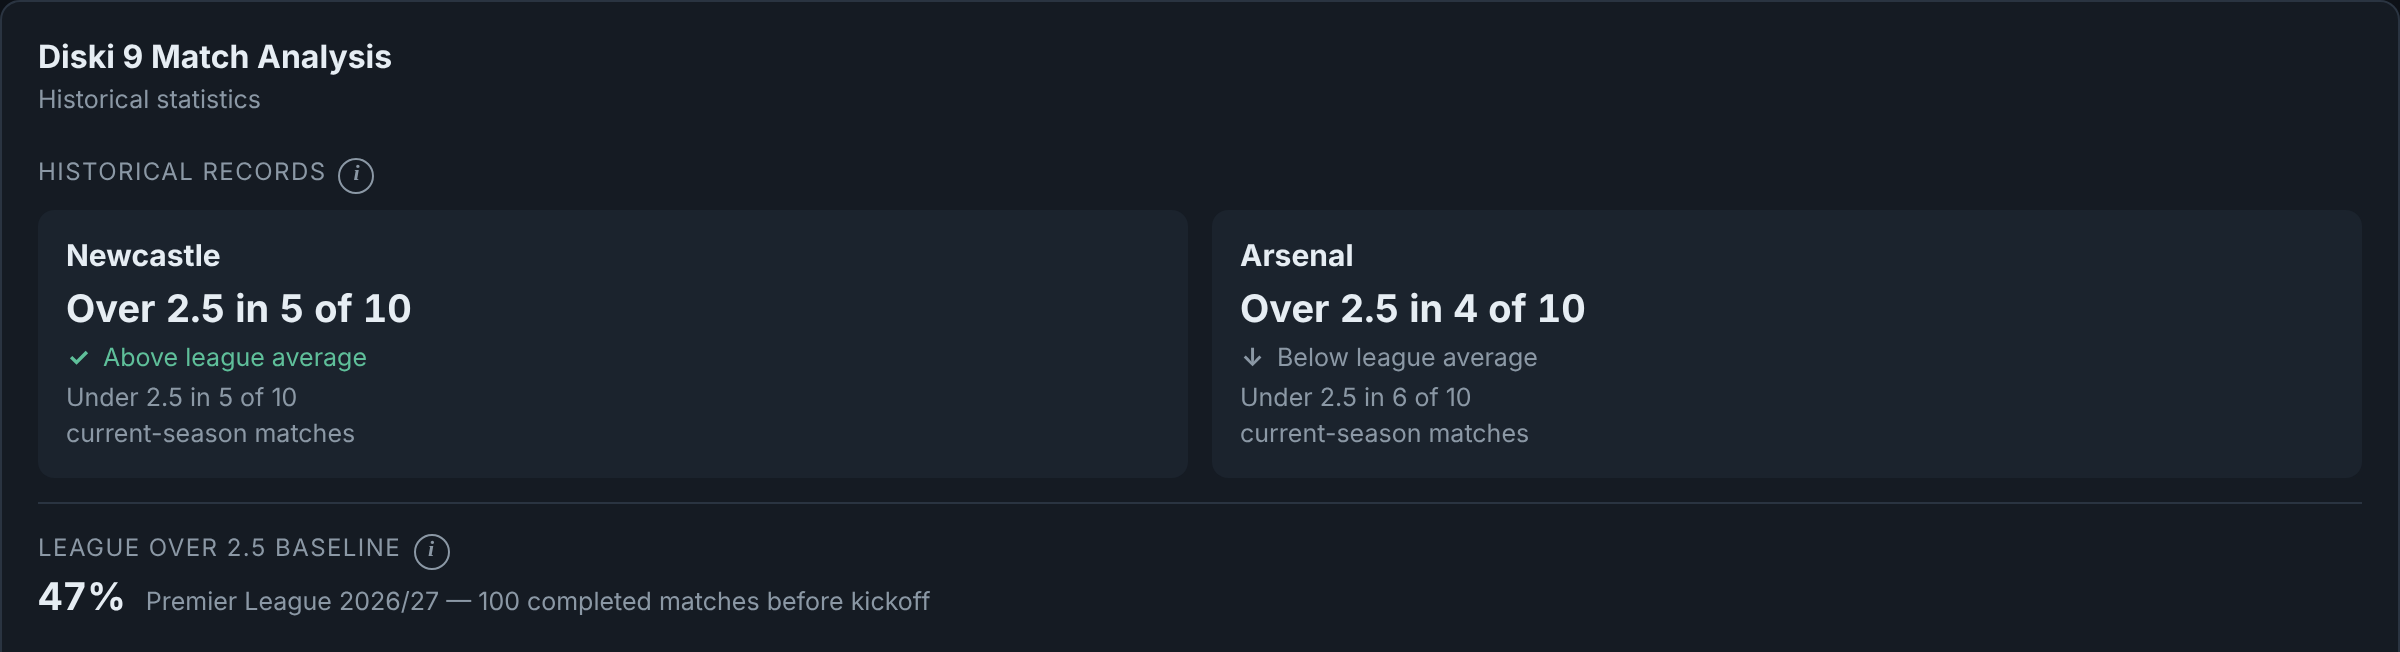 Diski 9 Match Analysis
Historical statistics
HISTORICAL RECORDS i
Newcastle
Over 2.5 in 5 of 10
✓ Above league average
Under 2.5 in 5 of 10
current-season matches
Arsenal
Over 2.5 in 4 of 10
↓ Below league average
Under 2.5 in 6 of 10
current-season matches
LEAGUE OVER 2.5 BASELINE i
47% Premier League 2026/27 — 100 completed matches before kickoff